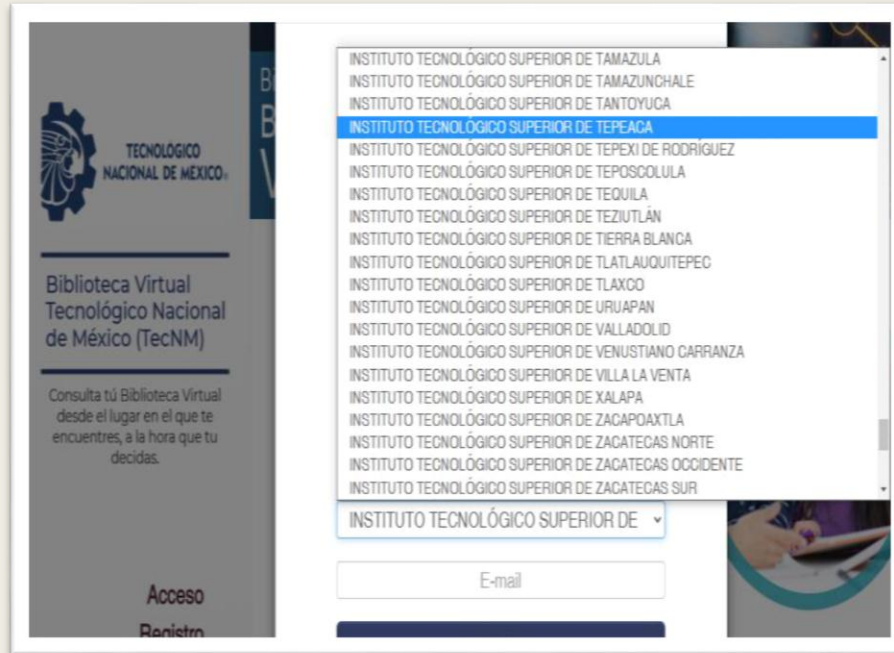 TECNOLÓGICO
NACIONAL DE MÉXICO
Biblioteca Virtual
Tecnológico Nacional
de México (TecNM)
Consulta tú Biblioteca Virtual
desde el lugar en el que te
encuentres, a la hora que tu
decidas.
Acceso
Registro
INSTITUTO TECNOLÓGICO SUPERIOR DE TAMAZULA
INSTITUTO TECNOLÓGICO SUPERIOR DE TAMAZUNCHALE
INSTITUTO TECNOLÓGICO SUPERIOR DE TANTOYUCA
INSTITUTO TECNOLÓGICO SUPERIOR DE TEPEACA
INSTITUTO TECNOLÓGICO SUPERIOR DE TEPEXI DE RODRÍGUEZ
INSTITUTO TECNOLÓGICO SUPERIOR DE TEPOSCOLULA
INSTITUTO TECNOLÓGICO SUPERIOR DE TEQUILA
INSTITUTO TECNOLÓGICO SUPERIOR DE TEZIUTLÁN
INSTITUTO TECNOLÓGICO SUPERIOR DE TIERRA BLANCA
INSTITUTO TECNOLÓGICO SUPERIOR DE TLATLAUQUITEPEC
INSTITUTO TECNOLÓGICO SUPERIOR DE TLAXCO
INSTITUTO TECNOLÓGICO SUPERIOR DE URUAPAN
INSTITUTO TECNOLÓGICO SUPERIOR DE VALLADOLID
INSTITUTO TECNOLÓGICO SUPERIOR DE VENUSTIANO CARRANZA
INSTITUTO TECNOLÓGICO SUPERIOR DE VILLA LA VENTA
INSTITUTO TECNOLÓGICO SUPERIOR DE XALAPA
INSTITUTO TECNOLÓGICO SUPERIOR DE ZACAPOAXTLA
INSTITUTO TECNOLÓGICO SUPERIOR DE ZACATECAS NORTE
INSTITUTO TECNOLÓGICO SUPERIOR DE ZACATECAS OCCIDENTE
INSTITUTO TECNOLÓGICO SUPERIOR DE ZACATECAS SUR
INSTITUTO TECNOLÓGICO SUPERIOR DE
E-mail